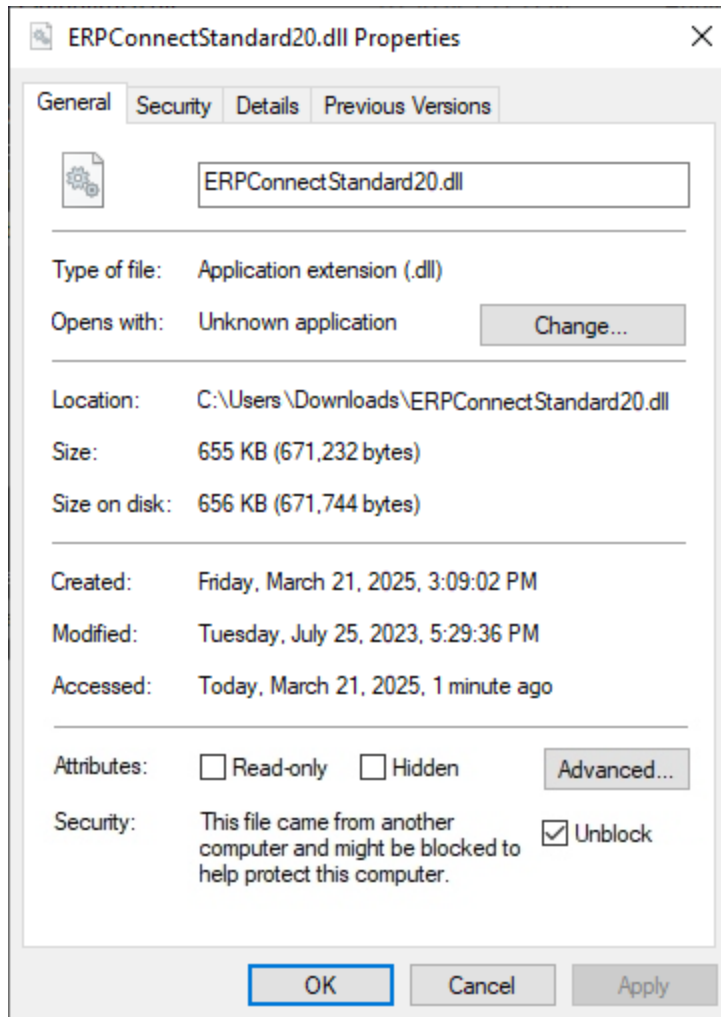 ERPConnectStandard20.dll Properties
General Security Details Previous Versions
ERPConnectStandard20.dll
Type of file: Application extension (.dll)
Opens with: Unknown application Change...
Location: C:\Users\Downloads\ERPConnectStandard20.dll
Size: 655 KB (671,232 bytes)
Size on disk: 656 KB (671,744 bytes)
Created: Friday, March 21, 2025, 3:09:02 PM
Modified: Tuesday, July 25, 2023, 5:29:36 PM
Accessed: Today, March 21, 2025, 1 minute ago
Attributes: Read-only Hidden Advanced...
Security: This file came from another
computer and might be blocked to
help protect this computer.
Unblock
OK Cancel Apply